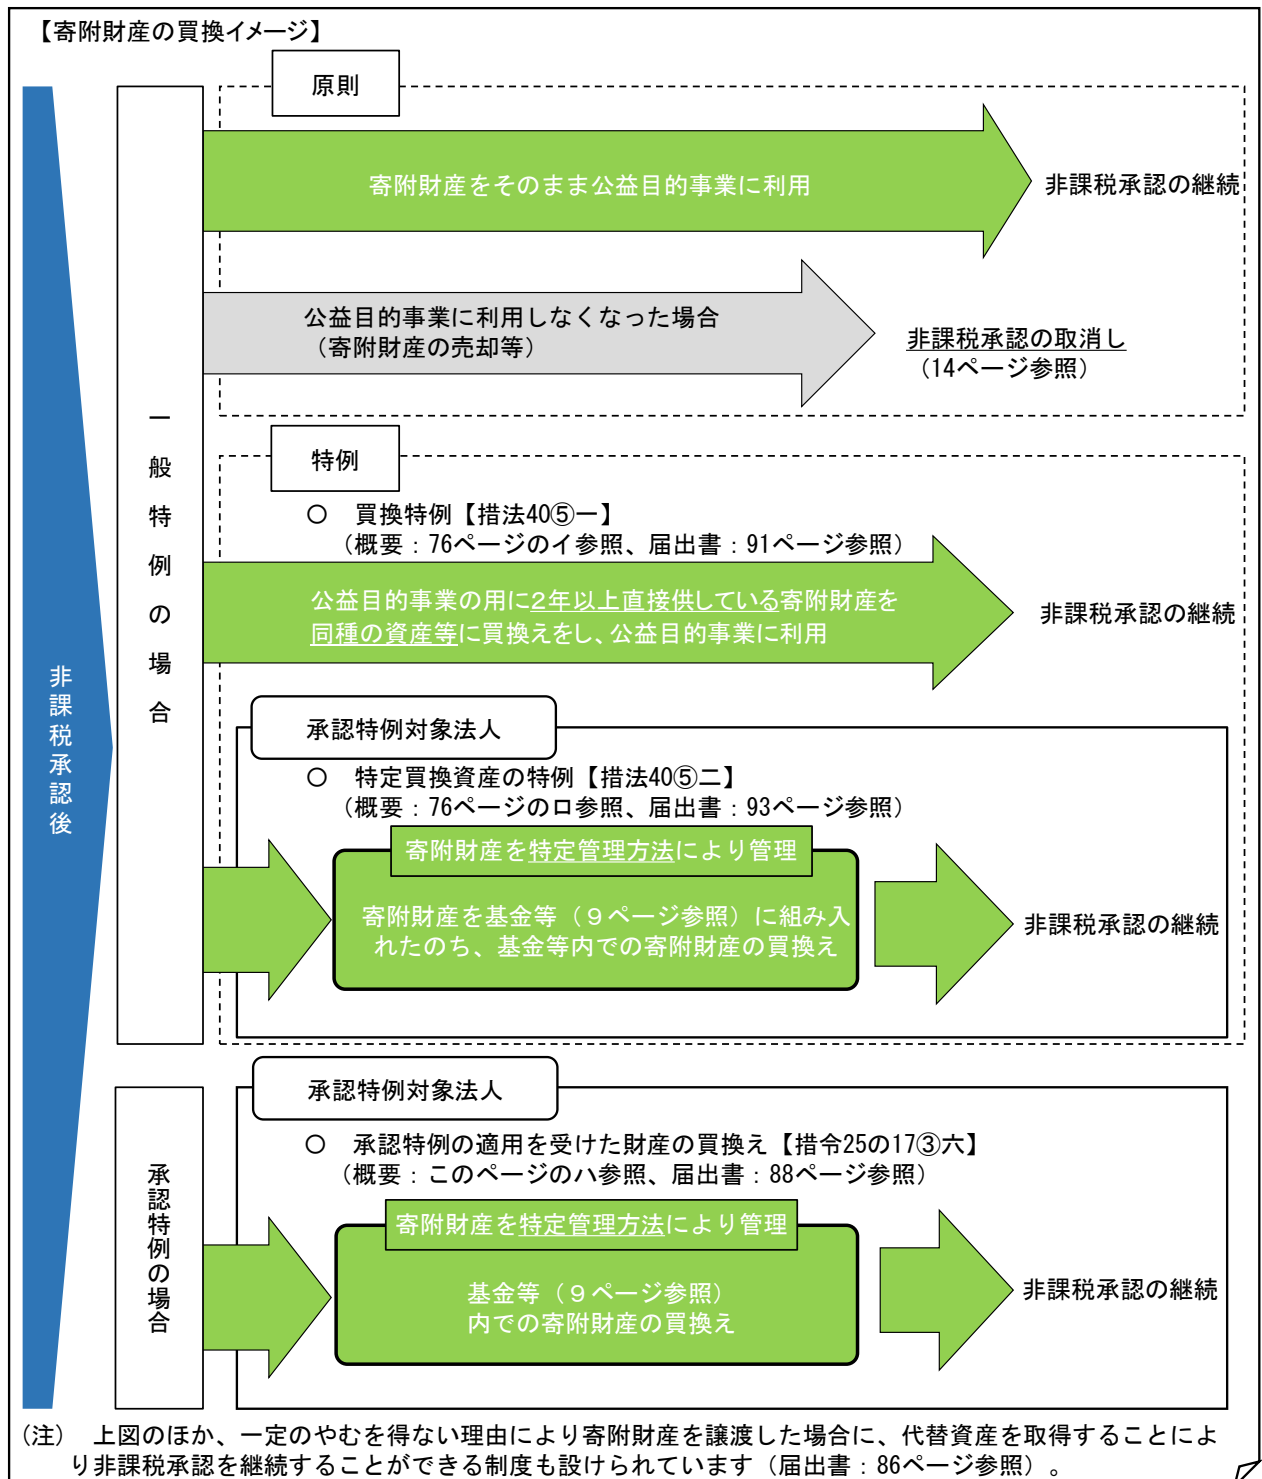 【寄附財産の買換イメージ】
原則
寄附財産をそのまま公益目的事業に利用
非課税承認の継続
公益目的事業に利用しなくなった場合
（寄附財産の売却等）
非課税承認の取消し
（14ページ参照）
一般特例の場合
特例
○　買換特例【措法40⑤一】
（概要：76ページのイ参照、届出書：91ページ参照）
公益目的事業の用に２年以上直接供している寄附財産を
同種の資産等に買換えをし、公益目的事業に利用
非課税承認の継続
非課税承認後
承認特例対象法人
○　特定買換資産の特例【措法40⑤二】
（概要：76ページのロ参照、届出書：93ページ参照）
寄附財産を特定管理方法により管理
寄附財産を基金等（９ページ参照）に組み入
れたのち、基金等内での寄附財産の買換え
非課税承認の継続
承認特例対象法人
○　承認特例の適用を受けた財産の買換え【措令25の17③六】
（概要：このページのハ参照、届出書：88ページ参照）
承認特例の場合
寄附財産を特定管理方法により管理
基金等（９ページ参照）
内での寄附財産の買換え
非課税承認の継続
(注)　上図のほか、一定のやむを得ない理由により寄附財産を譲渡した場合に、代替資産を取得することによ
り非課税承認を継続することができる制度も設けられています（届出書：86ページ参照）。